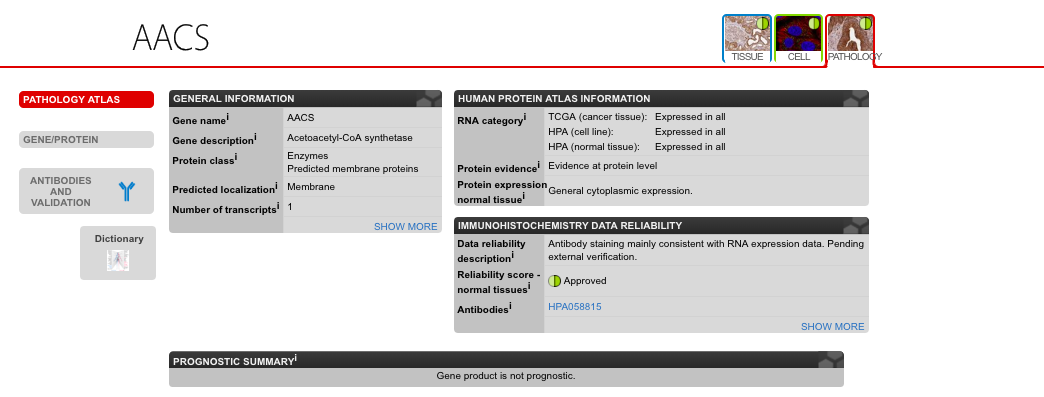 AACS
TISSUE CELL PATHOLOGY
PATHOLOGY ATLAS
GENE/PROTEIN
ANTIBODIES
AND
VALIDATION
Dictionary
GENERAL INFORMATION
Gene name i AACS
Gene description i Acetoacetyl-CoA synthetase
Protein class i Enzymes
Predicted membrane proteins
Predicted localization i Membrane
Number of transcripts i 1
SHOW MORE
HUMAN PROTEIN ATLAS INFORMATION
RNA category i TCGA (cancer tissue): Expressed in all
HPA (cell line): Expressed in all
HPA (normal tissue): Expressed in all
Protein evidence i Evidence at protein level
Protein expression
normal tissue i General cytoplasmic expression.
IMMUNOHISTOCHEMISTRY DATA RELIABILITY
Data reliability Antibody staining mainly consistent with RNA expression data. Pending
description i external verification.
Reliability score -
normal tissues i Approved
Antibodies i HPA058815
SHOW MORE
PROGNOSTIC SUMMARY i
Gene product is not prognostic.